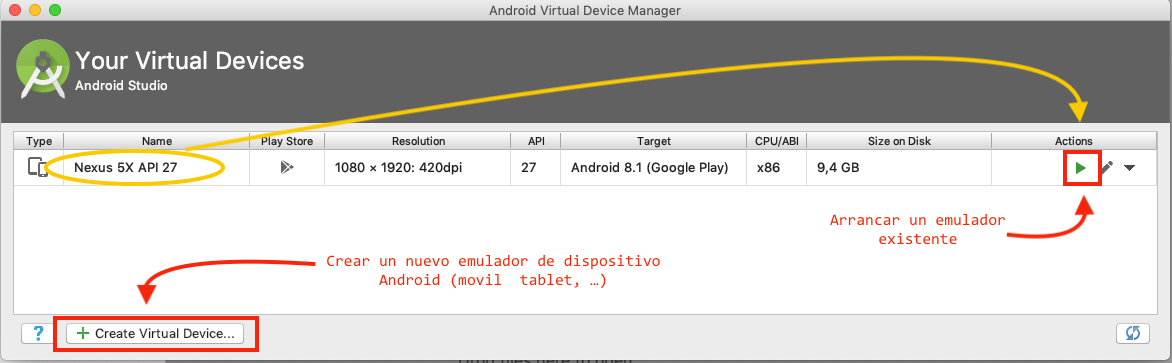 Android Virtual Device Manager
Your Virtual Devices
Android Studio
Type Name Play Store Resolution API Target CPU/ABI Size on Disk Actions
Nexus 5X API 27 1080 × 1920: 420dpi 27 Android 8.1 (Google Play) x86 9,4 GB
Arrancar un emulador
existente
Crear un nuevo emulador de dispositivo
Android (movil tablet, …)
? + Create Virtual Device...